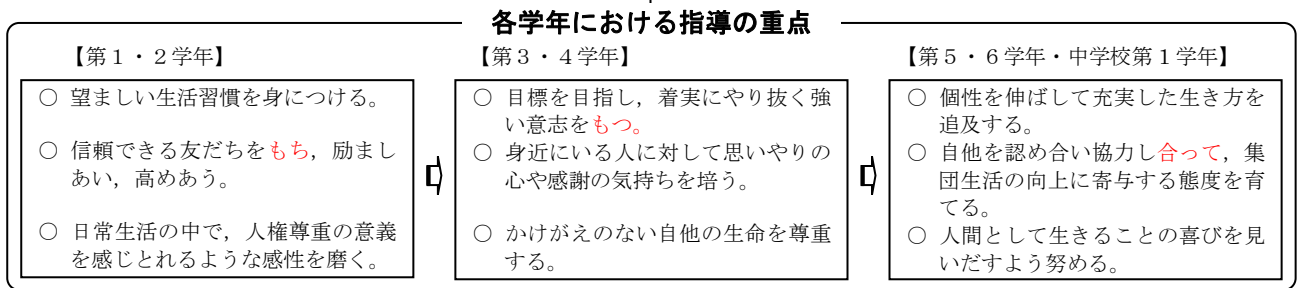 各学年における指導の重点
【第１・２学年】
○ 望ましい生活習慣を身につける。
○ 信頼できる友だちをもち，励まし
あい，高めあう。
○ 日常生活の中で，人権尊重の意義
を感じとれるような感性を磨く。
【第３・４学年】
○ 目標を目指し，着実にやり抜く強
い意志をもつ。
○ 身近にいる人に対して思いやりの
心や感謝の気持ちを培う。
○ かけがえのない自他の生命を尊重
する。
【第５・６学年・中学校第１学年】
○ 個性を伸ばして充実した生き方を
追及する。
○ 自他を認め合い協力し合って，集
団生活の向上に寄与する態度を育
てる。
○ 人間として生きることの喜びを見
いだすよう努める。